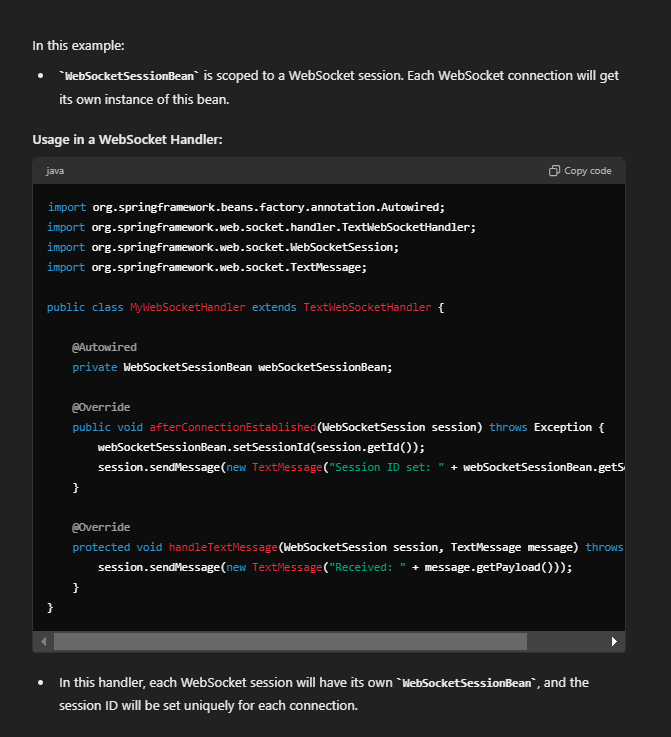 In this example:
• `WebSocketSessionBean` is scoped to a WebSocket session. Each WebSocket connection will get
its own instance of this bean.
Usage in a WebSocket Handler:
java
Copy code
import org.springframework.beans.factory.annotation.Autowired;
import org.springframework.web.socket.handler.TextWebSocketHandler;
import org.springframework.web.socket.WebSocketSession;
import org.springframework.web.socket.TextMessage;
public class MyWebSocketHandler extends TextWebSocketHandler {
@Autowired
private WebSocketSessionBean webSocketSessionBean;
@Override
public void afterConnectionEstablished(WebSocketSession session) throws Exception {
webSocketSessionBean.setSessionId(session.getId());
session.sendMessage(new TextMessage("Session ID set: " + webSocketSessionBean.getS
}
@Override
protected void handleTextMessage(WebSocketSession session, TextMessage message) throws
session.sendMessage(new TextMessage("Received: " + message.getPayload()));
}
}
• In this handler, each WebSocket session will have its own `WebSocketSessionBean`, and the
session ID will be set uniquely for each connection.